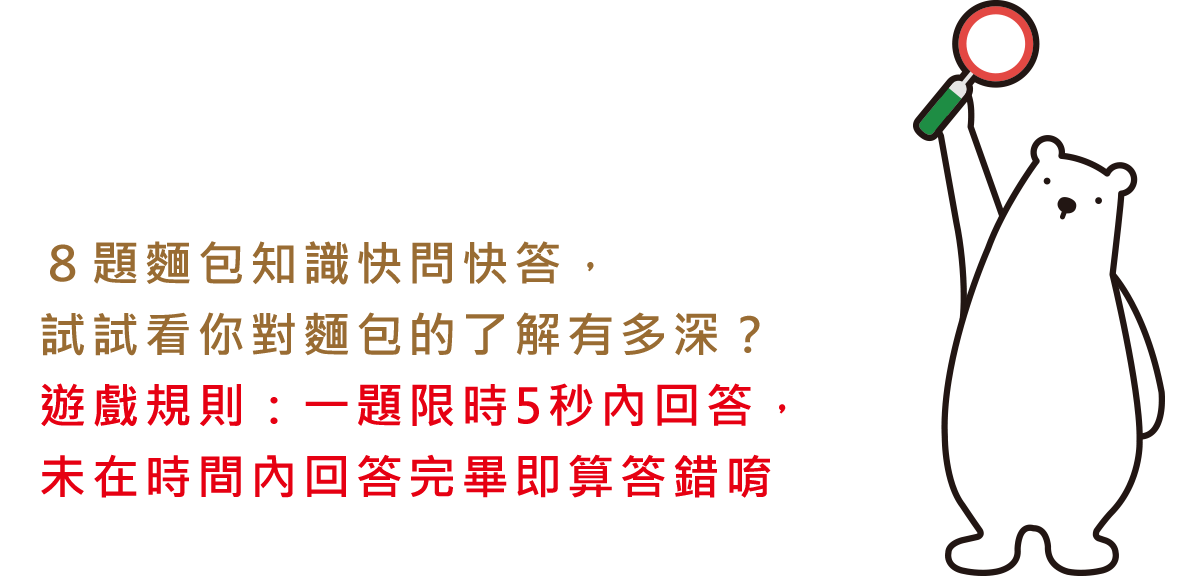 ８題麵包知識快問快答，
試試看你對麵包的了解有多深？
遊戲規則：一題限時5秒內回答，
未在時間內回答完畢即算答錯唷